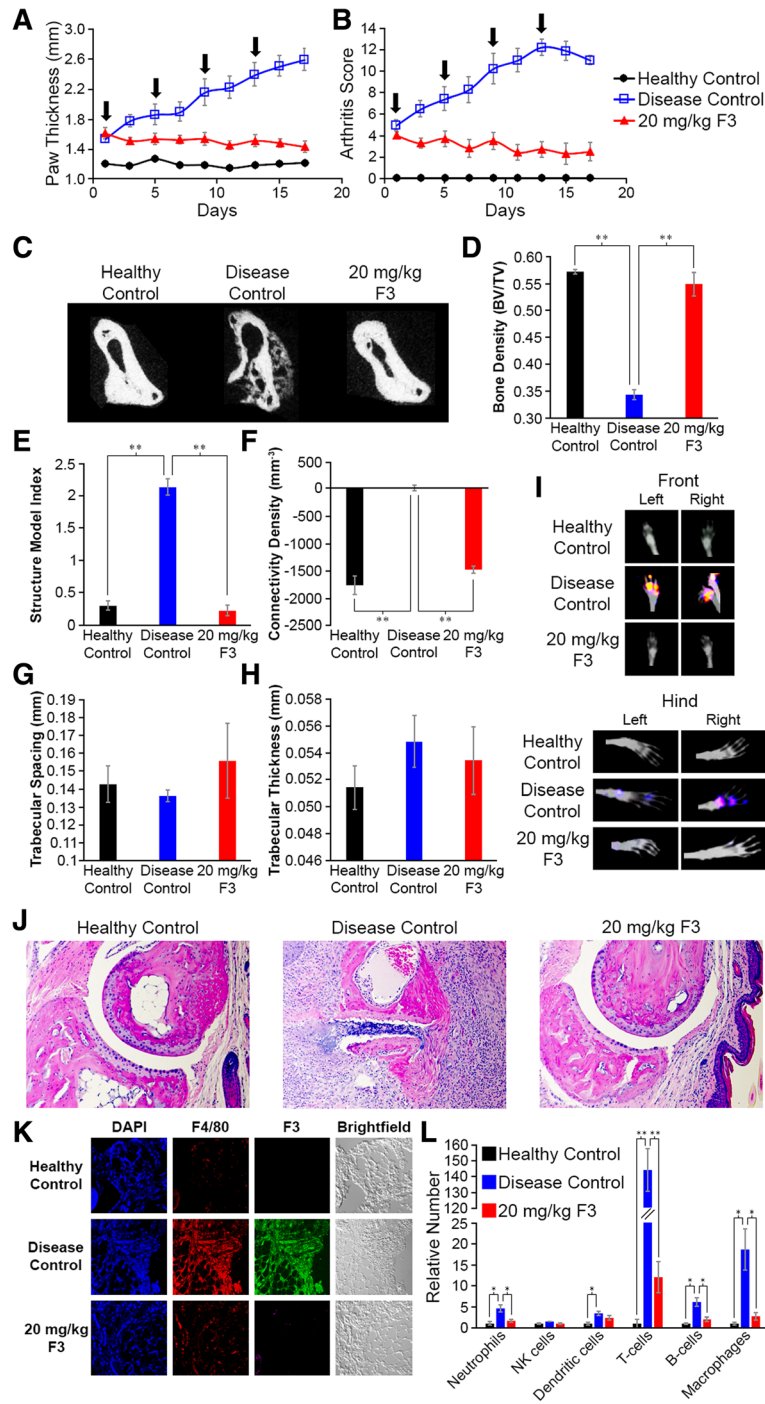 A
Paw Thickness (mm)
3.0
2.6
2.2
1.8
1.4
1.0
0
5
10
15
20
Days
B
Arthritis Score
14
12
10
8
6
4
2
0
0
5
10
15
20
Days
Healthy Control
Disease Control
20 mg/kg F3
C
Healthy
Control
Disease
Control
20 mg/kg
F3
D
Bone Density (BV/TV)
0.60
0.55
0.50
0.45
0.40
0.35
0.30
**
**
Healthy
Control
Disease
Control
20 mg/kg
F3
E
Structure Model Index
2.5
2
1.5
1
0.5
0
**
**
Healthy
Control
Disease
Control
20 mg/kg
F3
F
Connectivity Density (mm⁻³)
500
0
-500
-1000
-1500
-2000
-2500
**
**
Healthy
Control
Disease
Control
20 mg/kg
F3
G
Trabecular Spacing (mm)
0.19
0.18
0.17
0.16
0.15
0.14
0.13
0.12
0.11
0.1
Healthy
Control
Disease
Control
20 mg/kg
F3
H
Trabecular Thickness (mm)
0.058
0.056
0.054
0.052
0.050
0.048
0.046
Healthy
Control
Disease
Control
20 mg/kg
F3
I
Front
Left Right
Healthy
Control
Disease
Control
20 mg/kg
F3
Hind
Left Right
Healthy
Control
Disease
Control
20 mg/kg
F3
J
Healthy Control
Disease Control
20 mg/kg F3
K
DAPI F4/80 F3 Brightfield
Healthy
Control
Disease
Control
20 mg/kg
F3
L
Relative Number
160
150
140
130
120
25
20
15
10
5
0
Healthy Control
Disease Control
20 mg/kg F3
* *
*
** **
* *
* *
Neutrophils
NK cells
Dendritic cells
T-cells
B-cells
Macrophages